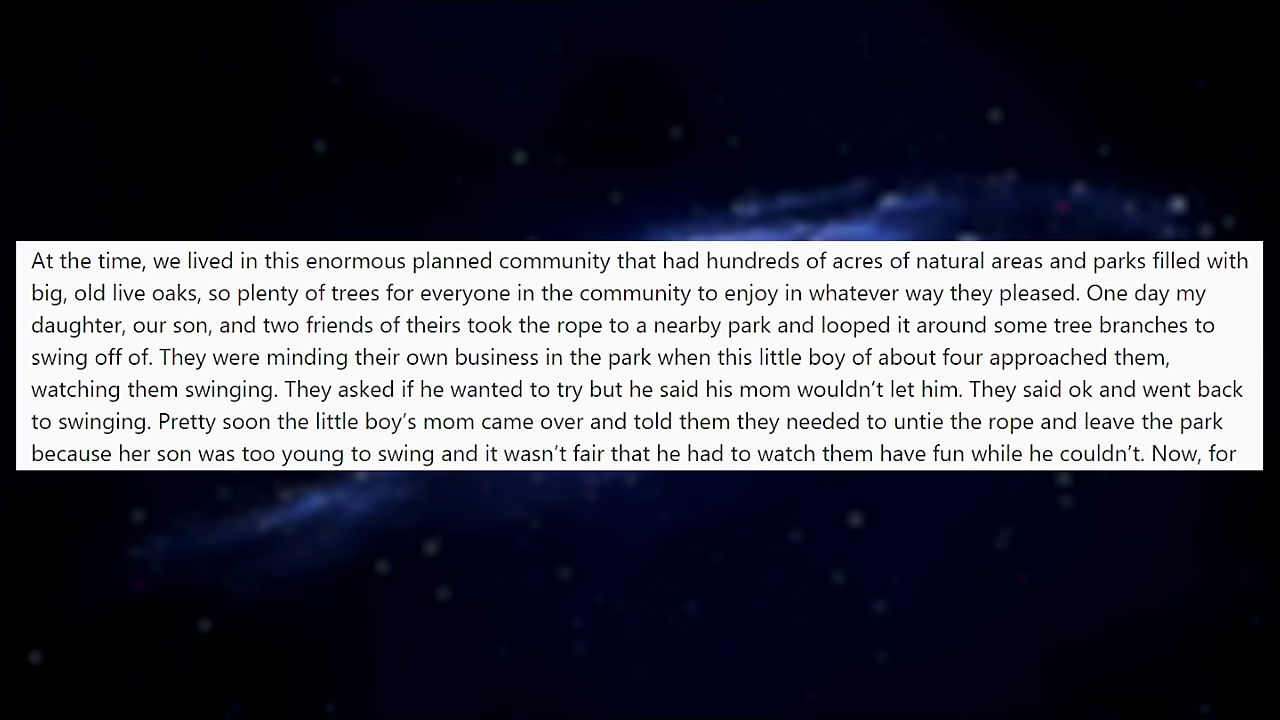 At the time, we lived in this enormous planned community that had hundreds of acres of natural areas and parks filled with
big, old live oaks, so plenty of trees for everyone in the community to enjoy in whatever way they pleased. One day my
daughter, our son, and two friends of theirs took the rope to a nearby park and looped it around some tree branches to
swing off of. They were minding their own business in the park when this little boy of about four approached them,
watching them swinging. They asked if he wanted to try but he said his mom wouldn’t let him. They said ok and went back
to swinging. Pretty soon the little boy’s mom came over and told them they needed to untie the rope and leave the park
because her son was too young to swing and it wasn’t fair that he had to watch them have fun while he couldn’t. Now, for